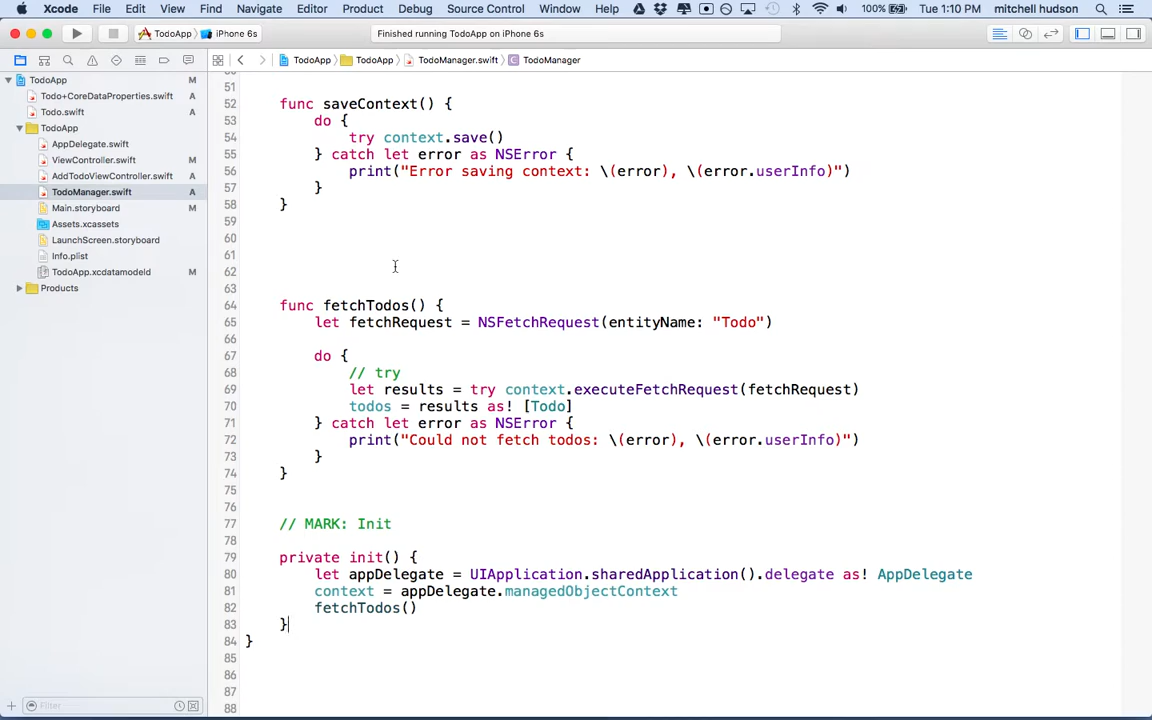 Xcode File Edit View Find Navigate Editor Product Debug Source Control Window Help 100% Tue 1:10 PM mitchell hudson
TodoApp iPhone 6s Finished running TodoApp on iPhone 6s
TodoApp TodoApp TodoManager.swift TodoManager
TodoApp M
Todo+CoreDataProperties.swift A
Todo.swift A
TodoApp
AppDelegate.swift
ViewController.swift M
AddTodoViewController.swift A
TodoManager.swift A
Main.storyboard M
Assets.xcassets
LaunchScreen.storyboard
Info.plist
TodoApp.xcdatamodeld M
Products
Filter
51
52 func saveContext() {
53 do {
54 try context.save()
55 } catch let error as NSError {
56 print("Error saving context: \(error), \(error.userInfo)")
57 }
58 }
59
60
61
62
63
64 func fetchTodos() {
65 let fetchRequest = NSFetchRequest(entityName: "Todo")
66
67 do {
68 // try
69 let results = try context.executeFetchRequest(fetchRequest)
70 todos = results as! [Todo]
71 } catch let error as NSError {
72 print("Could not fetch todos: \(error), \(error.userInfo)")
73 }
74 }
75
76
77 // MARK: Init
78
79 private init() {
80 let appDelegate = UIApplication.sharedApplication().delegate as! AppDelegate
81 context = appDelegate.managedObjectContext
82 fetchTodos()
83 }
84 }
85
86
87
88